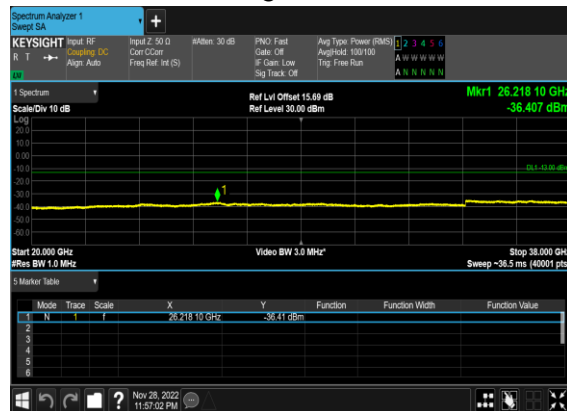 Spectrum Analyzer 1
Swept SA
+
KEYSIGHT Input: RF Input Z: 50 Ω #Atten: 30 dB PNO: Fast Avg Type: Power (RMS) 1 2 3 4 5 6
R T Coupling: DC Corr CCorr Gate: Off Avg|Hold: 100/100 A W W W W W
Align: Auto Freq Ref: Int (S) IF Gain: Low Trig: Free Run
Sig Track: Off A N N N N N
1 Spectrum Ref Lvl Offset 15.69 dB Mkr1 26.218 10 GHz
Scale/Div 10 dB Ref Level 30.00 dBm -36.407 dBm
Log
20.0
10.0
0.00
-10.0 DL1 -13.00 dBm
-20.0
-30.0 1
-40.0
-50.0
-60.0
Start 20.000 GHz Video BW 3.0 MHz* Stop 38.000 GHz
#Res BW 1.0 MHz Sweep ~36.5 ms (40001 pts)
5 Marker Table
Mode Trace Scale X Y Function Function Width Function Value
1 N 1 f 26.218 10 GHz -36.41 dBm
2
3
4
5
6
? Nov 28, 2022
11:57:02 PM